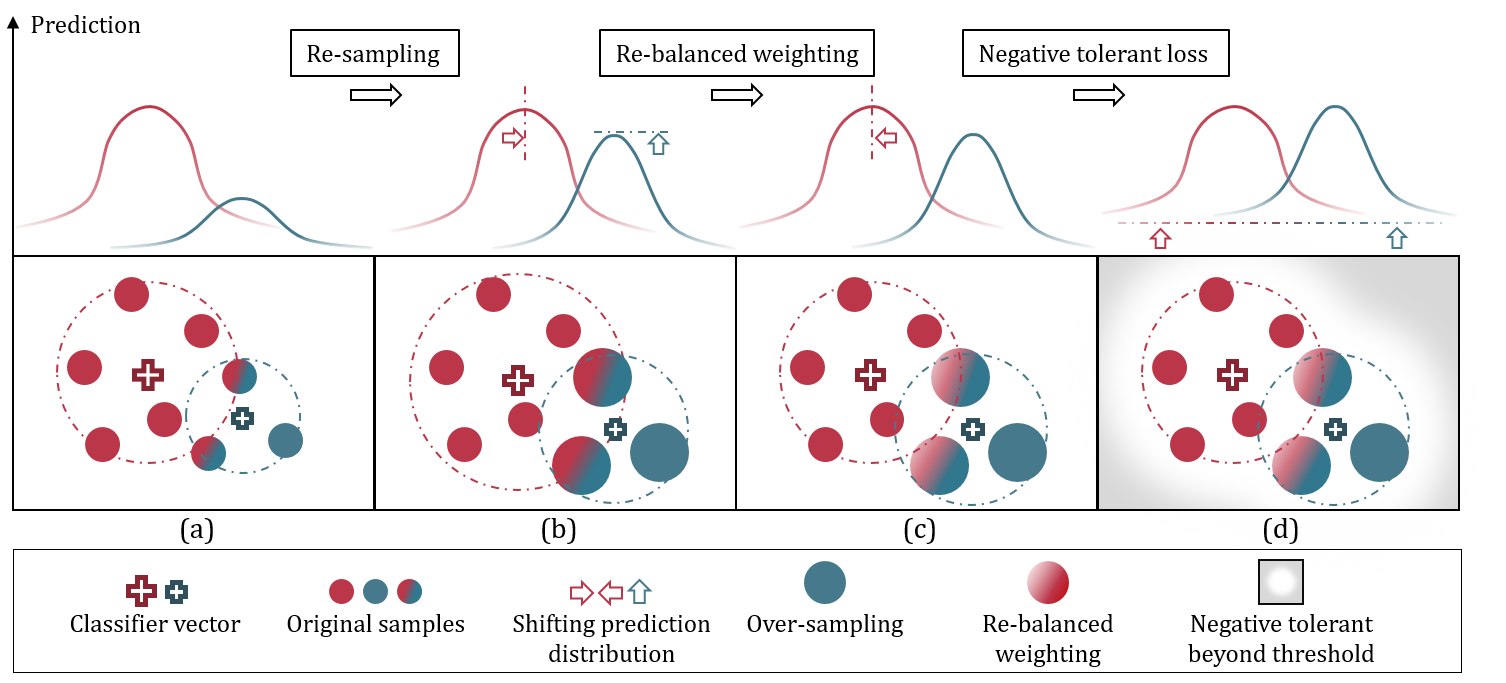 Prediction
Re-sampling
Re-balanced weighting
Negative tolerant loss
(a)
(b)
(c)
(d)
Classifier vector
Original samples
Shifting prediction
distribution
Over-sampling
Re-balanced
weighting
Negative tolerant
beyond threshold